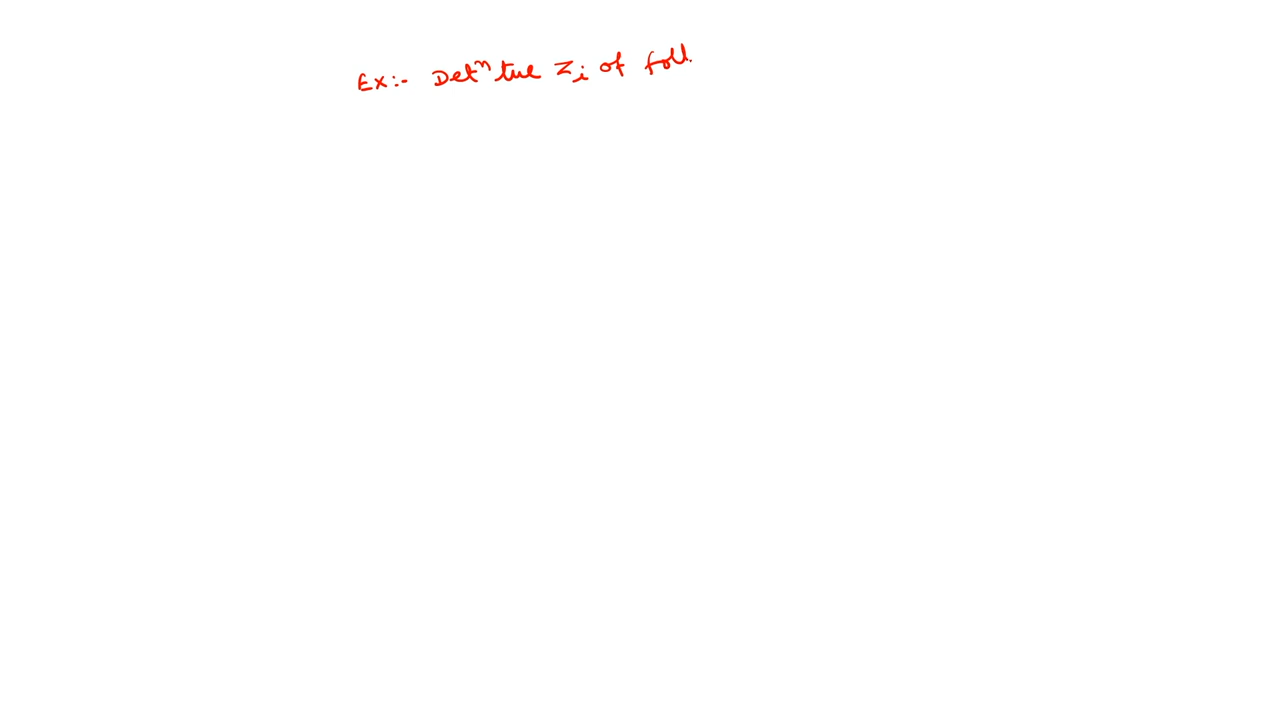 Ex:- Detⁿ the Zᵢ of foll.